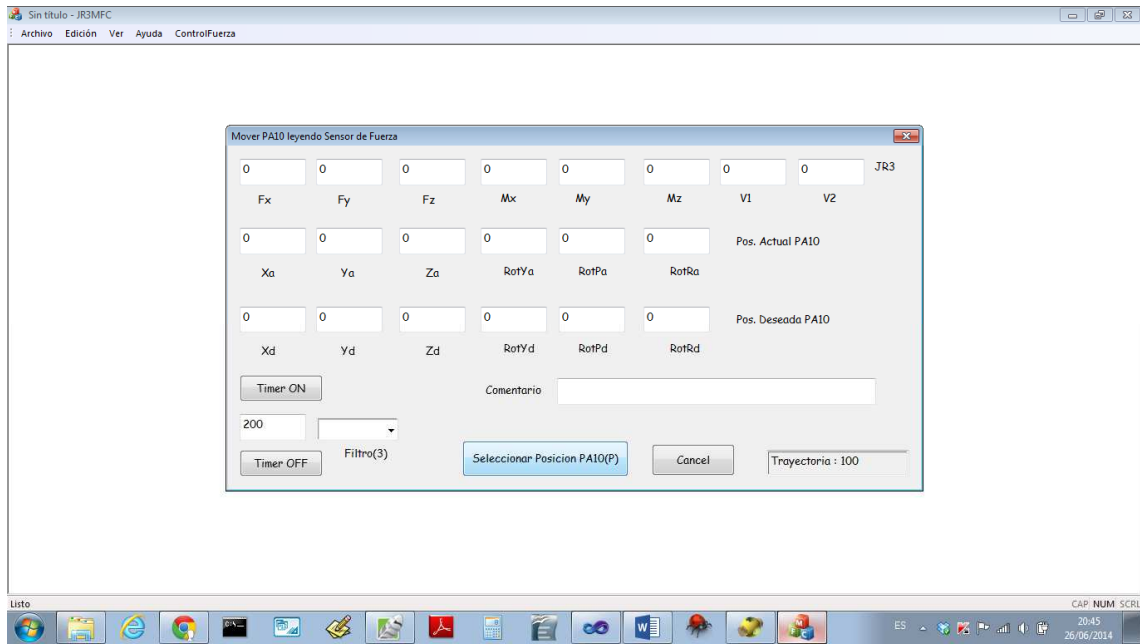 Sin título - JR3MFC
Archivo Edición Ver Ayuda ControlFuerza
Mover PA10 leyendo Sensor de Fuerza
0 0 0 0 0 0 0 0 JR3
Fx Fy Fz Mx My Mz V1 V2
0 0 0 0 0 0 Pos. Actual PA10
Xa Ya Za RotYa RotPa RotRa
0 0 0 0 0 0 Pos. Deseada PA10
Xd Yd Zd RotYd RotPd RotRd
Timer ON Comentario
200
Filtro(3)
Timer OFF Seleccionar Posicion PA10(P) Cancel Trayectoria : 100
Listo CAP NUM SCRL
ES 20:45
26/06/2014